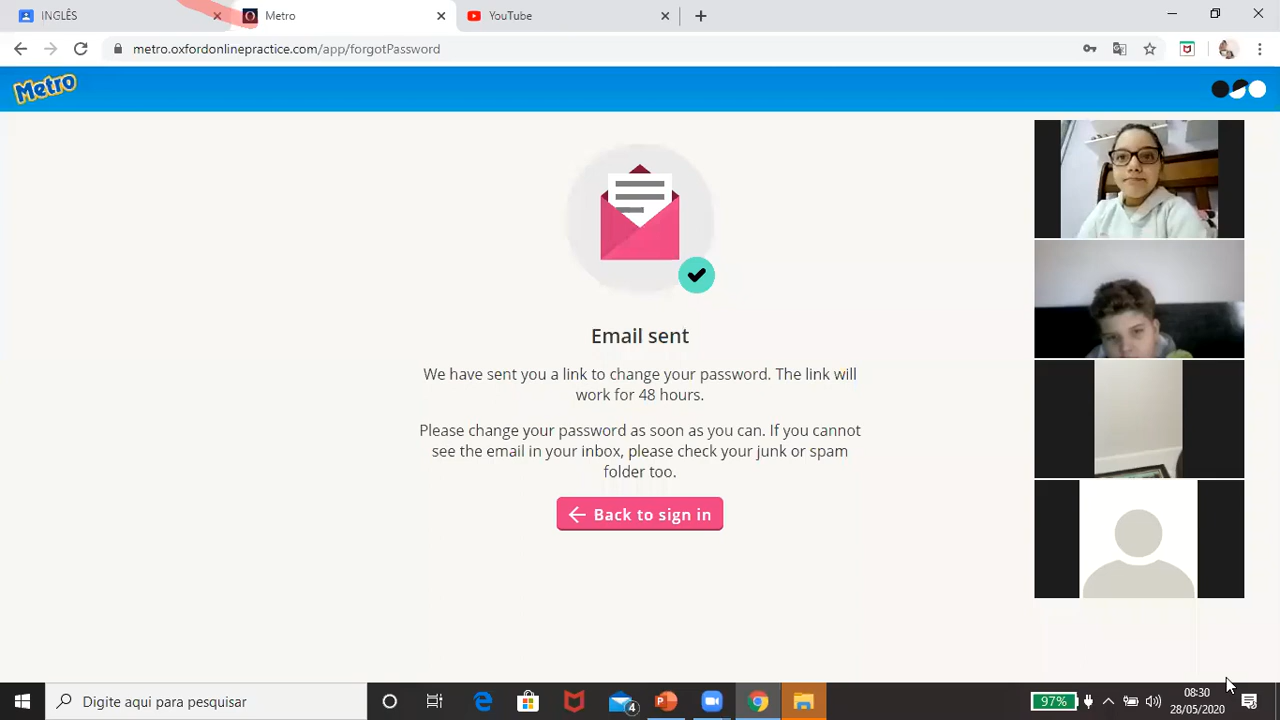 INGLÊS
Metro
YouTube
metro.oxfordonlinepractice.com/app/forgotPassword
Metro
Email sent
We have sent you a link to change your password. The link will
work for 48 hours.
Please change your password as soon as you can. If you cannot
see the email in your inbox, please check your junk or spam
folder too.
Back to sign in
Digite aqui para pesquisar
4
97%
08:30
28/05/2020